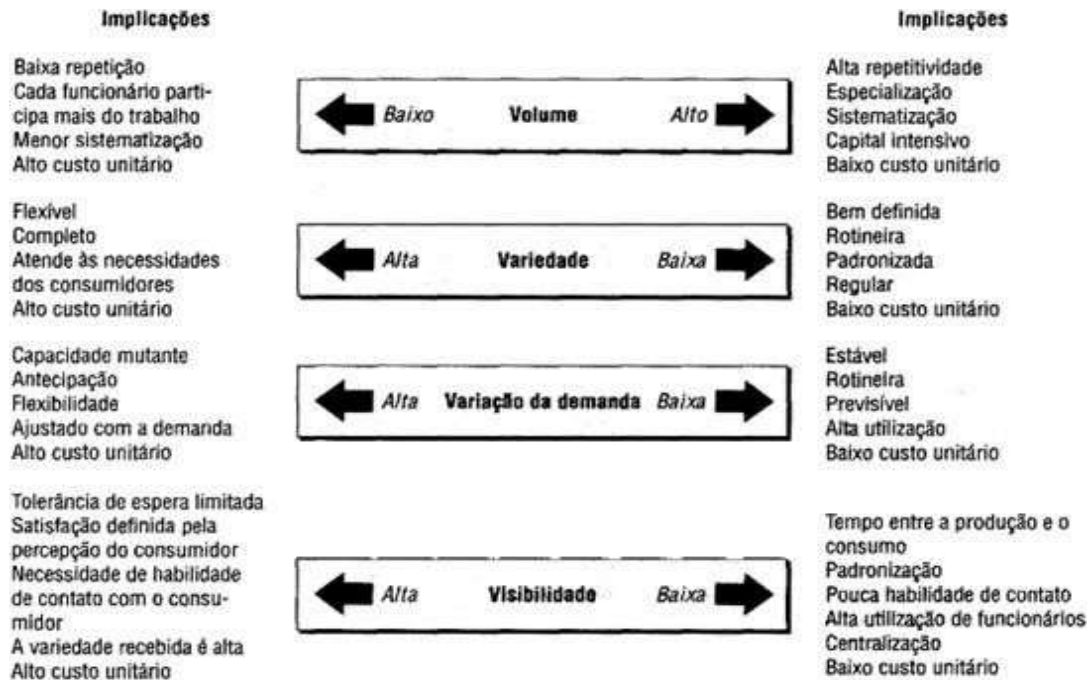 Implicações
Implicações
Baixa repetição
Cada funcionário parti-
cipa mais do trabalho
Menor sistematização
Alto custo unitário
Baixo Volume Alto
Alta repetitividade
Especialização
Sistematização
Capital intensivo
Baixo custo unitário
Flexível
Completo
Atende às necessidades
dos consumidores
Alto custo unitário
Alta Variedade Baixa
Bem definida
Rotineira
Padronizada
Regular
Baixo custo unitário
Capacidade mutante
Antecipação
Flexibilidade
Ajustado com a demanda
Alto custo unitário
Alta Variação da demanda Baixa
Estável
Rotineira
Previsível
Alta utilização
Baixo custo unitário
Tolerância de espera limitada
Satisfação definida pela
percepção do consumidor
Necessidade de habilidade
de contato com o consu-
midor
A variedade recebida é alta
Alto custo unitário
Alta Visibilidade Baixa
Tempo entre a produção e o
consumo
Padronização
Pouca habilidade de contato
Alta utilização de funcionários
Centralização
Baixo custo unitário